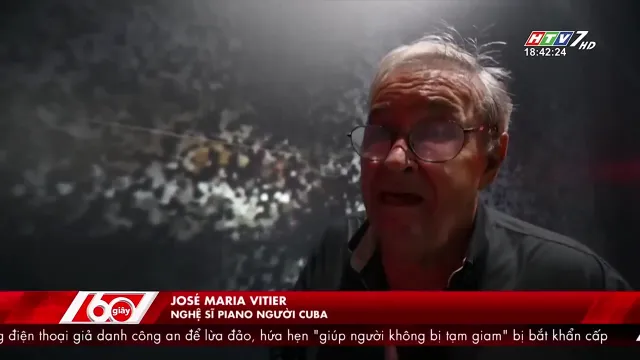 HTV7 HD
18:42:24
60 giây
JOSÉ MARIA VITIER
NGHỆ SĨ PIANO NGƯỜI CUBA
điện thoại giả danh công an để lừa đảo, hứa hẹn "giúp người không bị tạm giam" bị bắt khẩn cấp